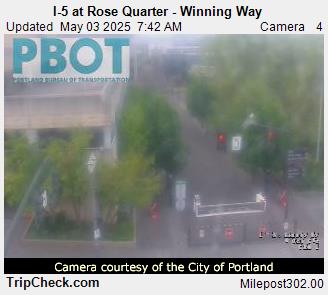 I-5 at Rose Quarter - Winning Way
Updated May 03 2025 7:42 AM Camera 4
PBOT
PORTLAND BUREAU OF TRANSPORTATION
Camera courtesy of the City of Portland
TripCheck.com Milepost302.00